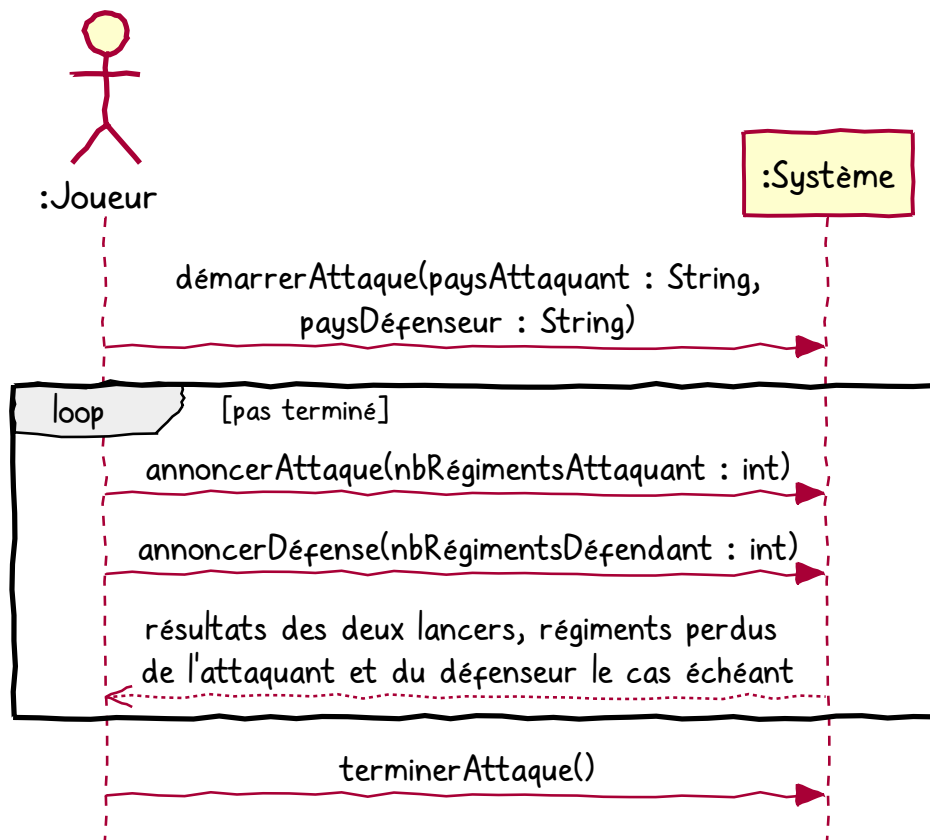 :Joueur
:Système
démarrerAttaque(paysAttaquant : String,
paysDéfenseur : String)
loop
[pas terminé]
annoncerAttaque(nbRégimentsAttaquant : int)
annoncerDéfense(nbRégimentsDéfendant : int)
résultats des deux lancers, régiments perdus
de l'attaquant et du défenseur le cas échéant
terminerAttaque()